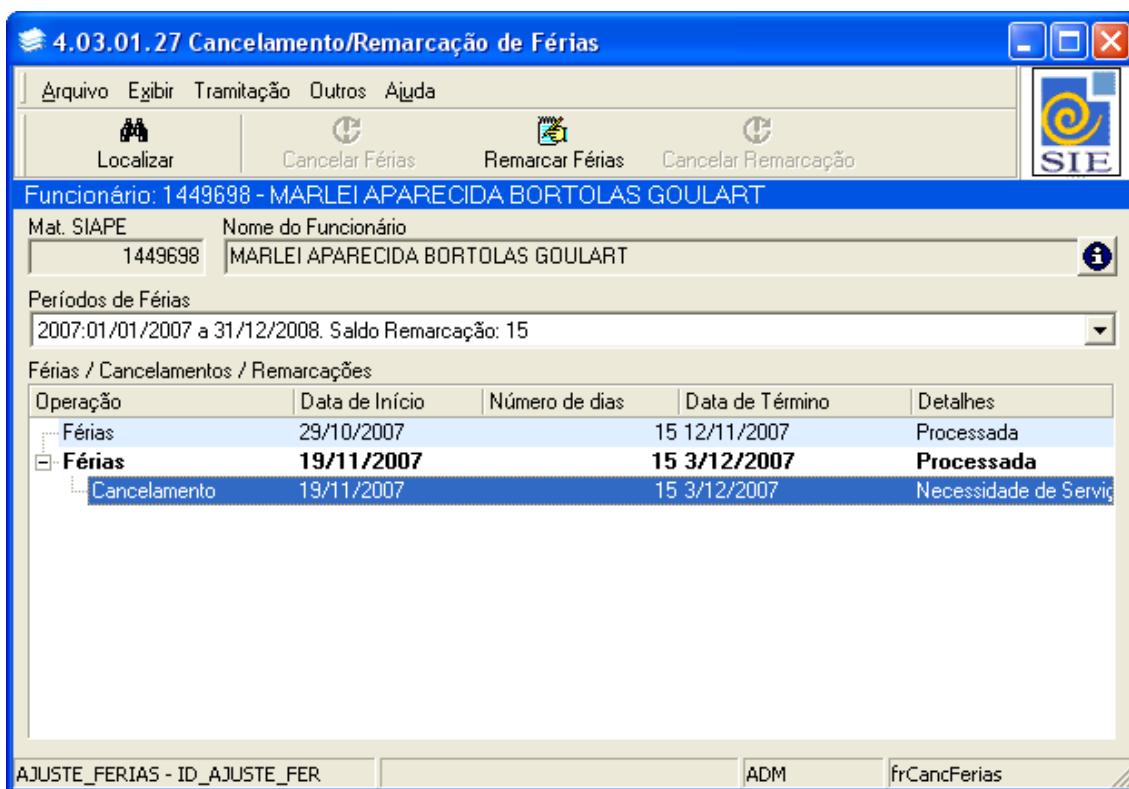 4.03.01.27 Cancelamento/Remarcação de Férias
Arquivo Exibir Tramitação Outros Ajuda
Localizar Cancelar Férias Remarcar Férias Cancelar Remarcação
SIE
Funcionário: 1449698 - MARLEI APARECIDA BORTOLAS GOULART
Mat. SIAPE Nome do Funcionário
1449698 MARLEI APARECIDA BORTOLAS GOULART
Períodos de Férias
2007:01/01/2007 a 31/12/2008. Saldo Remarcação: 15
Férias / Cancelamentos / Remarcações
Operação Data de Início Número de dias Data de Término Detalhes
Férias 29/10/2007 15 12/11/2007 Processada
Férias 19/11/2007 15 3/12/2007 Processada
Cancelamento 19/11/2007 15 3/12/2007 Necessidade de Serviç
AJUSTE_FERIAS - ID_AJUSTE_FER ADM frCancFerias